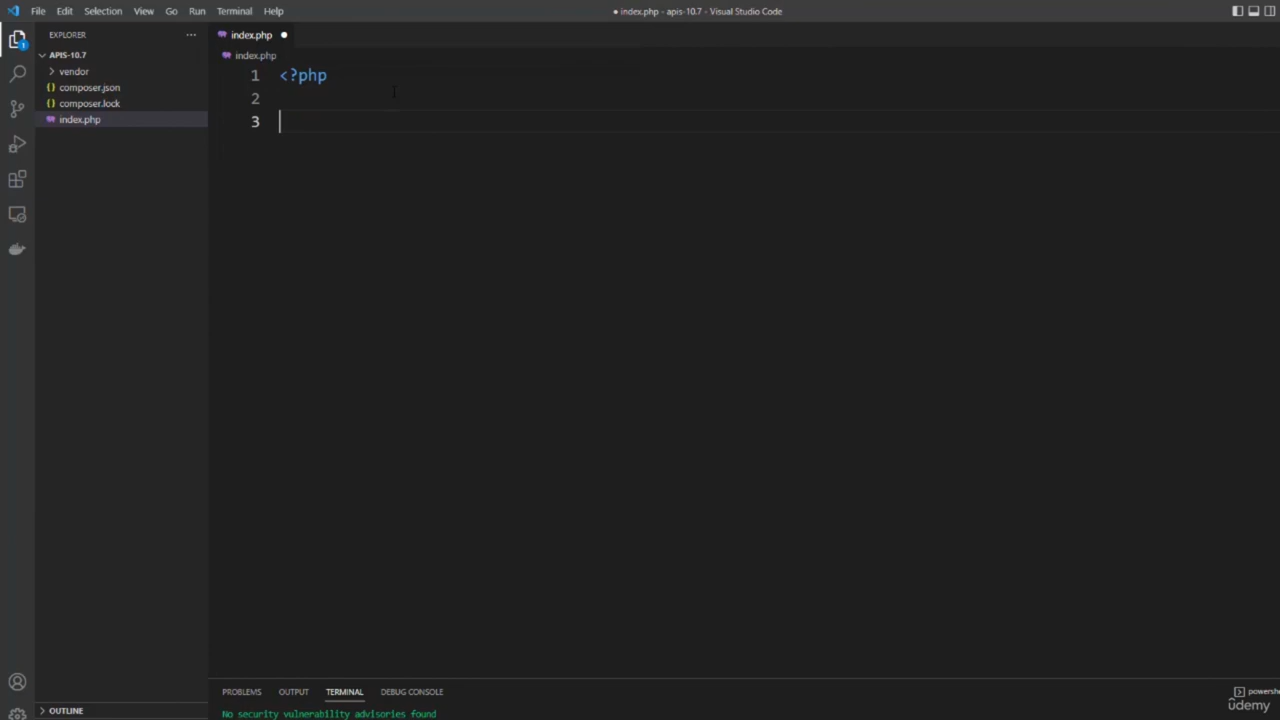 File Edit Selection View Go Run Terminal Help
● index.php - apis-10.7 - Visual Studio Code
EXPLORER ···
index.php ●
APIS-10.7
index.php
vendor
{} composer.json
{} composer.lock
index.php
1
1 <?php
2
3
OUTLINE
PROBLEMS OUTPUT TERMINAL DEBUG CONSOLE
powershe
No security vulnerability advisories found
udemy